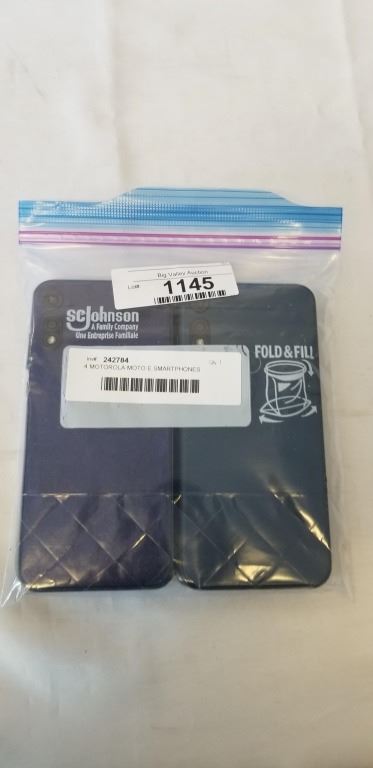 Big Valley Auction
Lot#: 1145
scJohnson
A Family Company
Une Entreprise Familiale
FOLD & FILL
Inv#: 242784
Qty: 1
4 MOTOROLA MOTO E SMARTPHONES